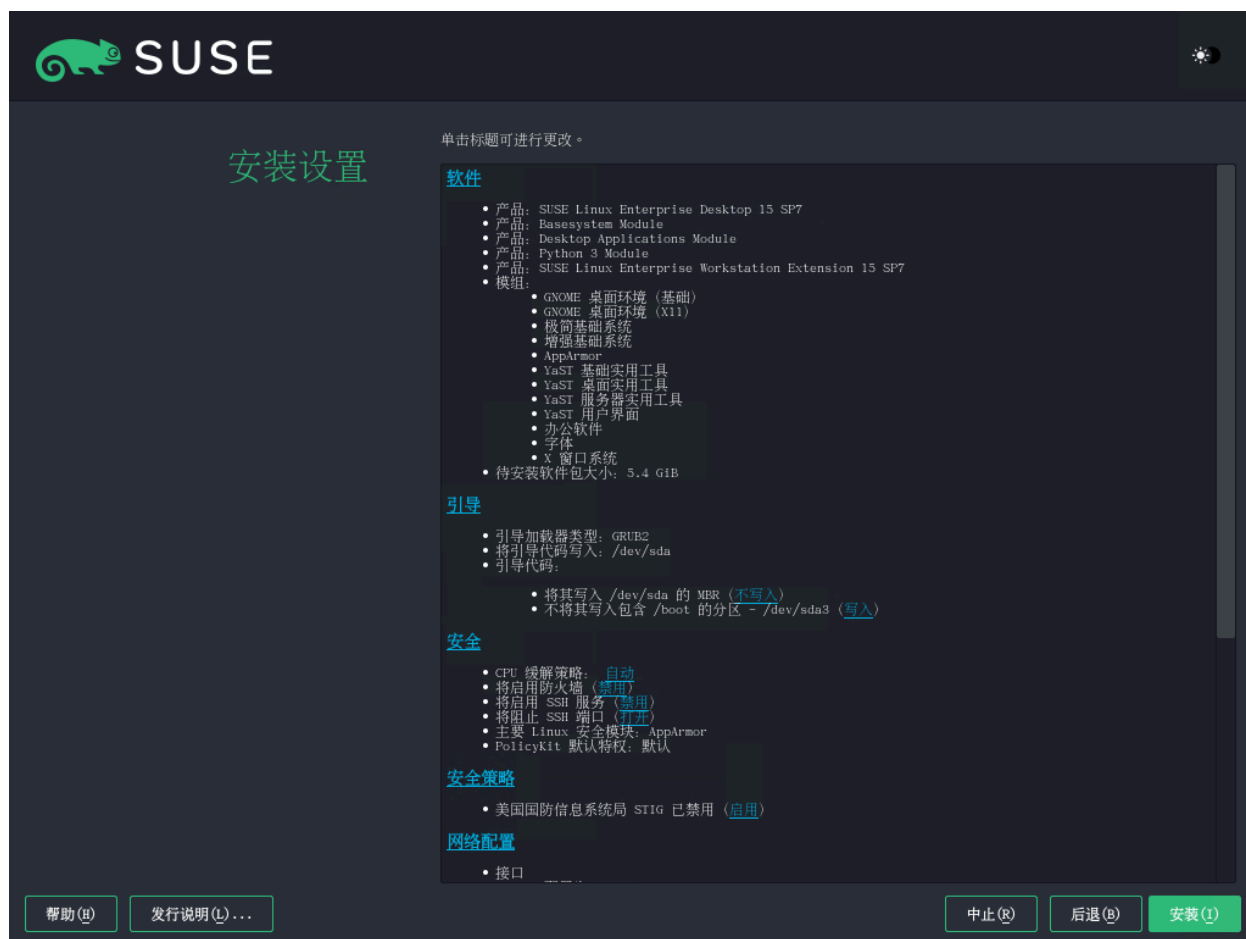 SUSE
安装设置
单击标题可进行更改。
软件
产品: SUSE Linux Enterprise Desktop 15 SP7
产品: Basesystem Module
产品: Desktop Applications Module
产品: Python 3 Module
产品: SUSE Linux Enterprise Workstation Extension 15 SP7
模组:
GNOME 桌面环境 (基础)
GNOME 桌面环境 (X11)
极简基础系统
增强基础系统
AppArmor
YaST 基础实用工具
YaST 桌面实用工具
YaST 服务器实用工具
YaST 用户界面
办公软件
字体
X 窗口系统
待安装软件包大小: 5.4 GiB
引导
引导加载器类型: GRUB2
将引导代码写入: /dev/sda
引导代码:
将其写入 /dev/sda 的 MBR (不写入)
不将其写入包含 /boot 的分区 - /dev/sda3 (写入)
安全
CPU 缓解策略: 自动
将启用防火墙 (禁用)
将启用 SSH 服务 (禁用)
将阻止 SSH 端口 (打开)
主要 Linux 安全模块: AppArmor
PolicyKit 默认特权: 默认
安全策略
美国国防信息系统局 STIG 已禁用 (启用)
网络配置
接口
帮助(H)
发行说明(L)...
中止(R)
后退(B)
安装(I)